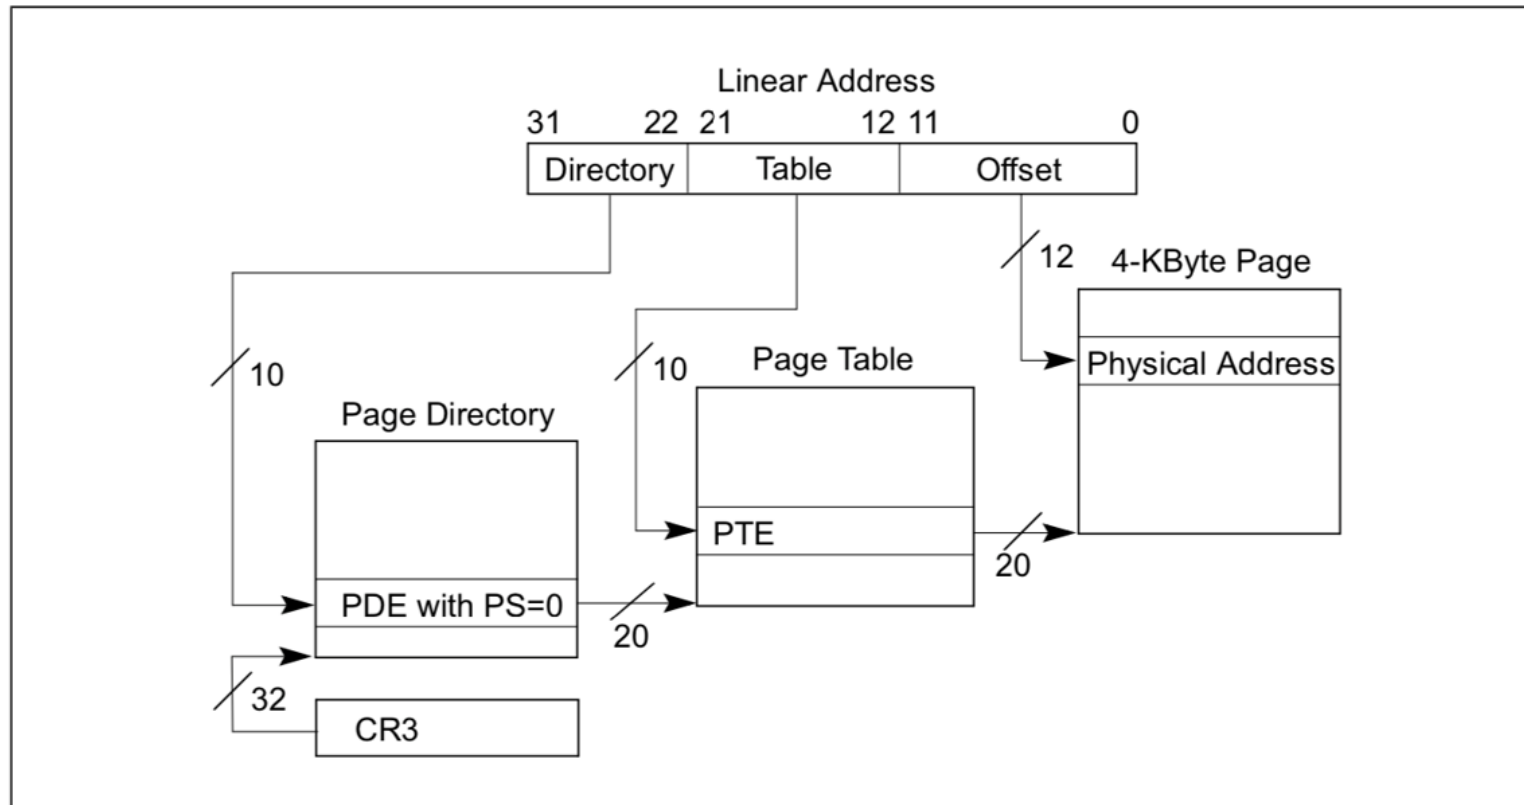 Linear Address
31 22 21 12 11 0
Directory Table Offset
12
4-KByte Page
Physical Address
10
10
Page Table
Page Directory
PTE
20
PDE with PS=0
20
32
CR3